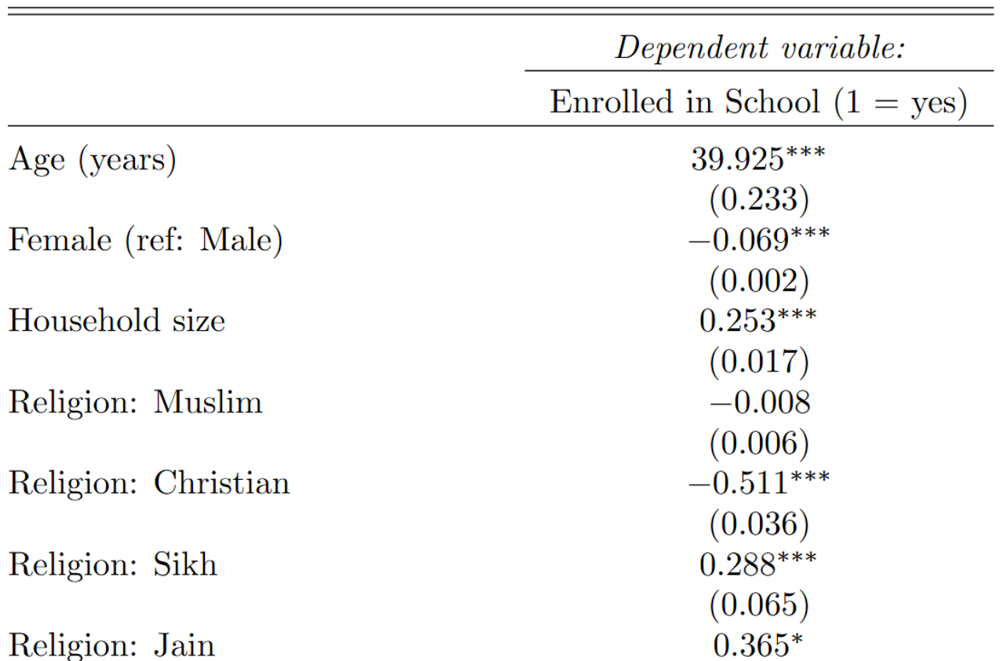 Dependent variable:
Enrolled in School (1 = yes)
Age (years) 39.925***
(0.233)
Female (ref: Male) −0.069***
(0.002)
Household size 0.253***
(0.017)
Religion: Muslim −0.008
(0.006)
Religion: Christian −0.511***
(0.036)
Religion: Sikh 0.288***
(0.065)
Religion: Jain 0.365*